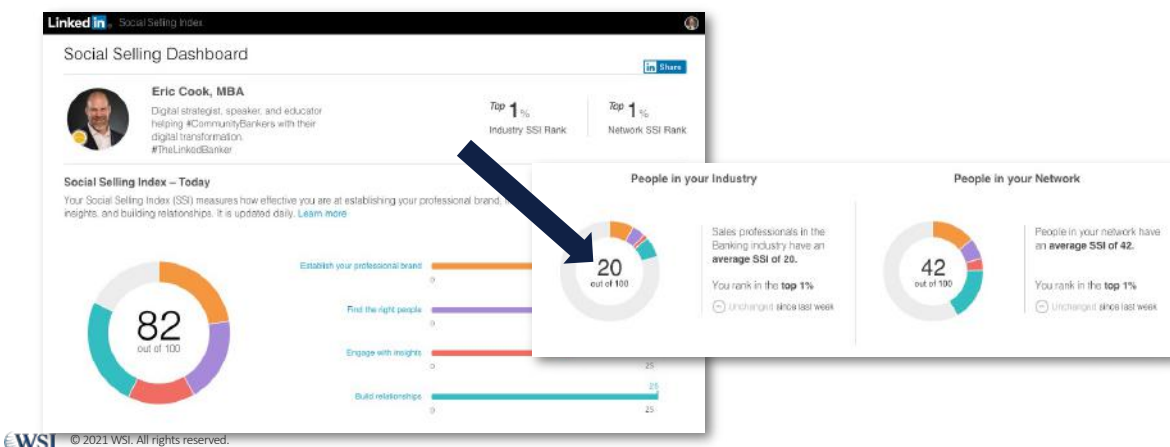 Linked in Social Selling Index
Social Selling Dashboard
in Share
Eric Cook, MBA
Digital strategist, speaker, and educator
helping #CommunityBankers with their
digital transformation.
#TheLinkedBanker
Top 1%
Industry SSI Rank
Top 1%
Network SSI Rank
Social Selling Index – Today
Your Social Selling Index (SSI) measures how effective you are at establishing your professional brand,
insights, and building relationships. It is updated daily. Learn more
82
out of 100
Establish your professional brand
0
Find the right people
0
Engage with insights
0
25
Build relationships
25
0
25
People in your Industry
20
out of 100
Sales professionals in the
Banking industry have an
average SSI of 20.
You rank in the top 1%
Unchanged since last week
People in your Network
42
out of 100
People in your network have
an average SSI of 42.
You rank in the top 1%
Unchanged since last week
WSI © 2021 WSI. All rights reserved.